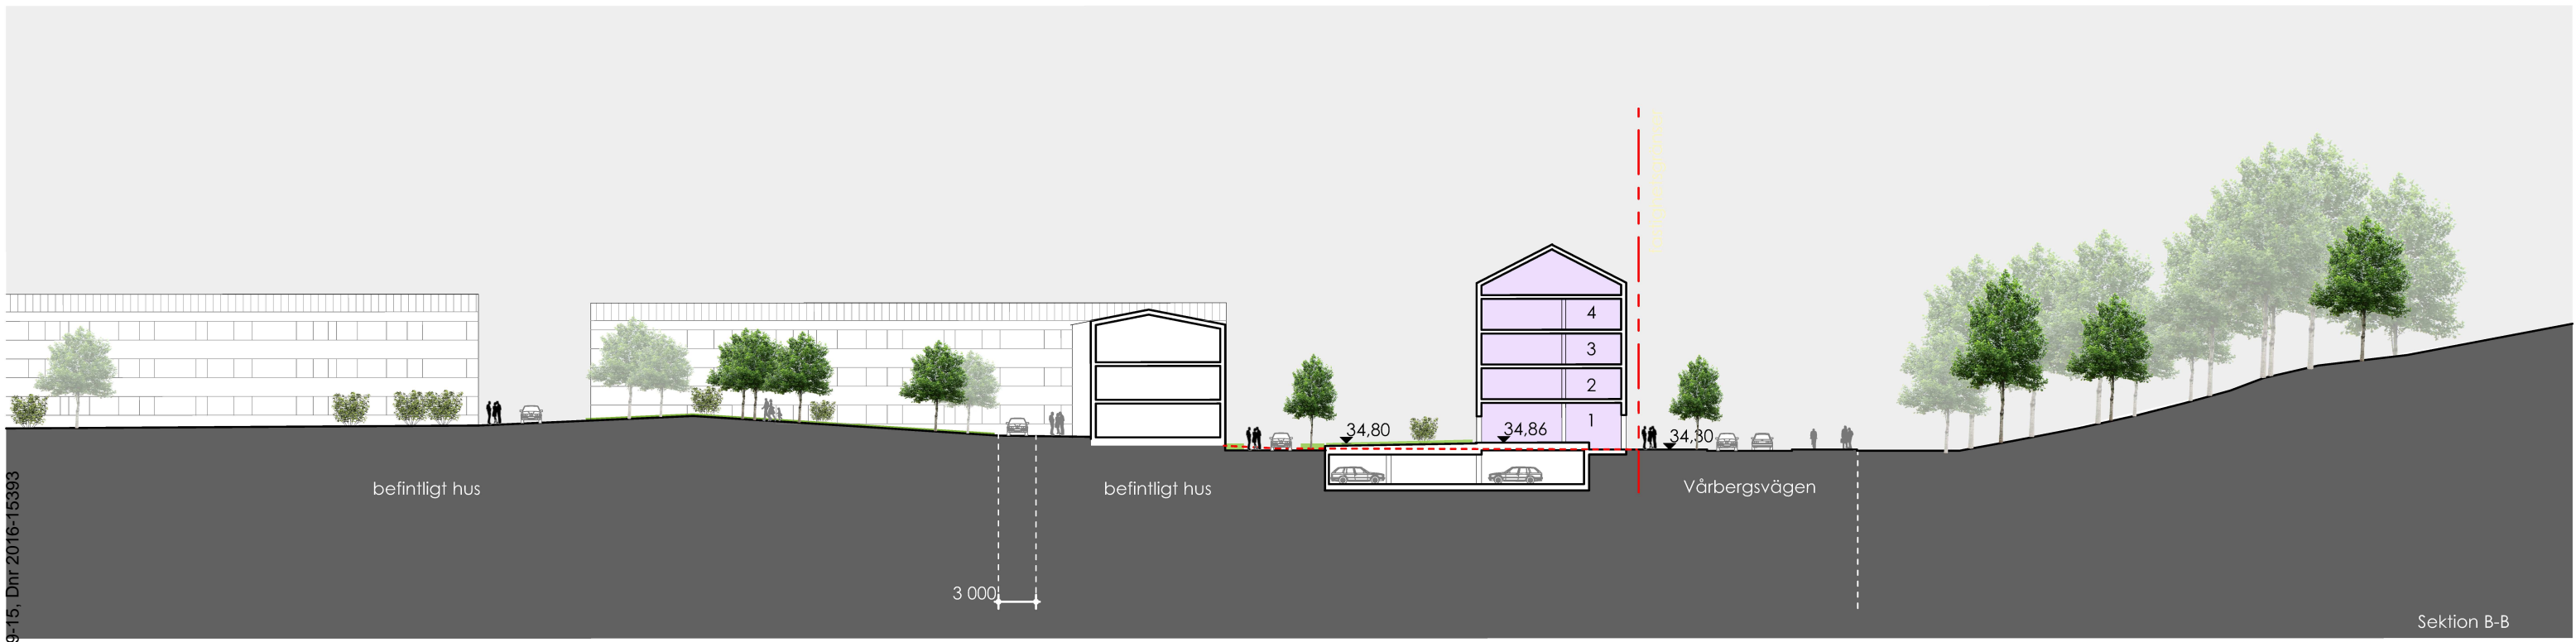 4
3
2
1
34,80
34,86
34,30
befintligt hus
befintligt hus
Vårbergsvägen
3 000
9-15, Dnr 2016-15393
Sektion B-B